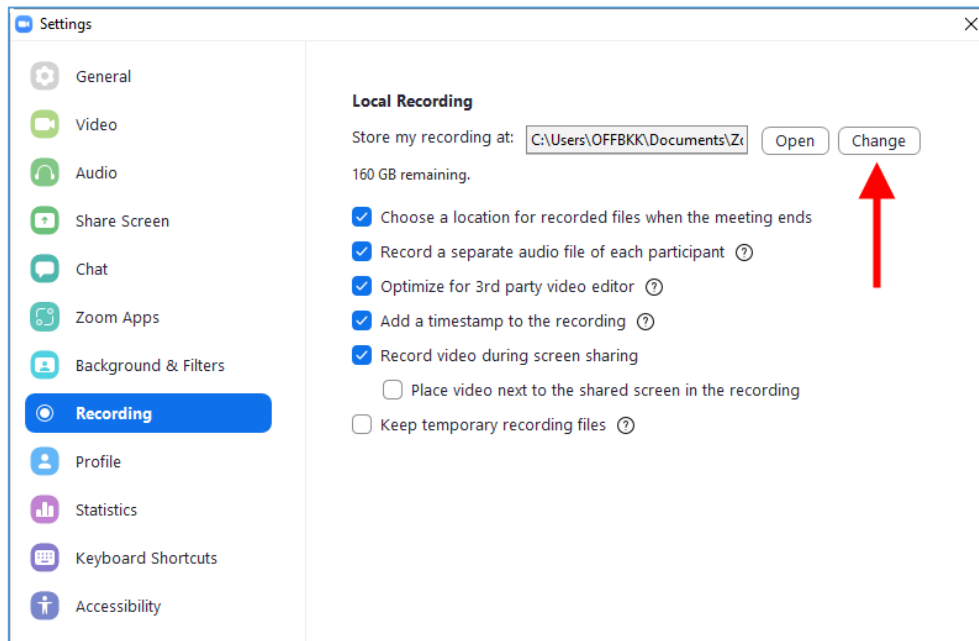 Settings
General
Video
Audio
Share Screen
Chat
Zoom Apps
Background & Filters
Recording
Profile
Statistics
Keyboard Shortcuts
Accessibility
Local Recording
Store my recording at: C:\Users\OFFBKK\Documents\Zo Open Change
160 GB remaining.
Choose a location for recorded files when the meeting ends
Record a separate audio file of each participant ?
Optimize for 3rd party video editor ?
Add a timestamp to the recording ?
Record video during screen sharing
Place video next to the shared screen in the recording
Keep temporary recording files ?